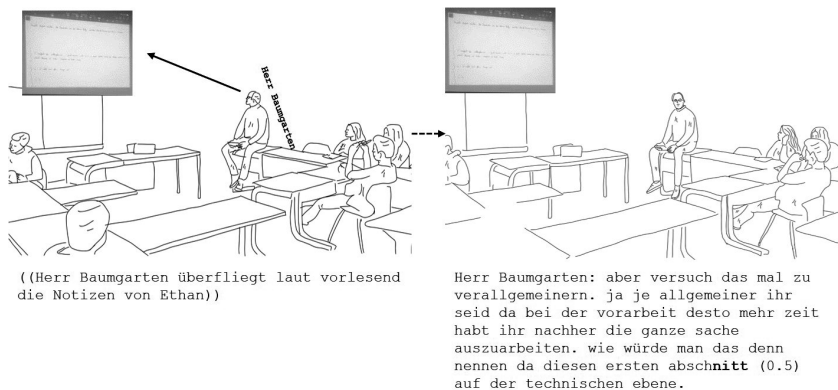 Herr Baumgarten
((Herr Baumgarten überfliegt laut vorlesend
die Notizen von Ethan))
Herr Baumgarten: aber versuch das mal zu
verallgemeinern. ja je allgemeiner ihr
seid da bei der vorarbeit desto mehr zeit
habt ihr nachher die ganze sache
auszuarbeiten. wie würde man das denn
nennen da diesen ersten abschnitt (0.5)
auf der technischen ebene.